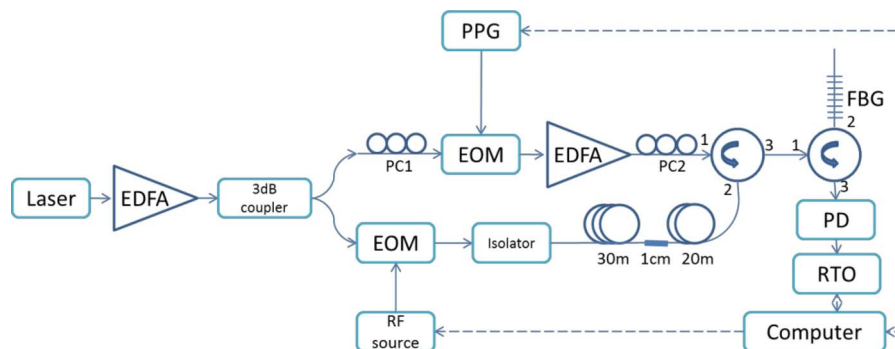 PPG
FBG
2
1
3
1
EOM
EDFA
PC1
PC2
2
3
Laser
EDFA
3dB
coupler
PD
EOM
Isolator
30m
1cm
20m
RTO
RF
source
Computer